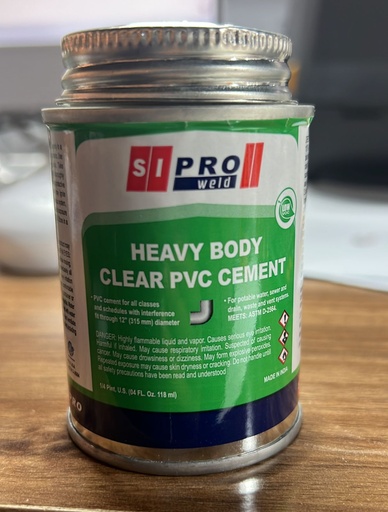 SI PRO
weld
HEAVY BODY
CLEAR PVC CEMENT
• PVC cement for all classes
and schedules with interference
fit through 12" (315 mm) diameter
• For potable water, sewer and
drain, waste and vent systems.
MEETS: ASTM D-2564.
DANGER: Highly flammable liquid and vapor. Causes serious eye irritation.
Harmful if inhaled. May cause respiratory irritation. Suspected of causing
cancer. May cause drowsiness or dizziness. May form explosive peroxides.
Repeated exposure may cause skin dryness or cracking. Do not handle until
all safety precautions have been read and understood.
1/4 Pint. U.S. (04 FL. Oz. 118 ml)
MADE IN INDIA